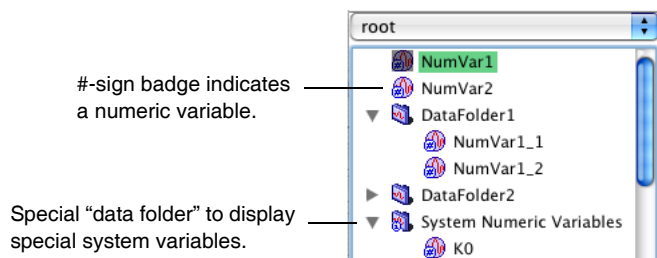 root
NumVar1
#-sign badge indicates
a numeric variable.
NumVar2
DataFolder1
NumVar1_1
NumVar1_2
DataFolder2
Special “data folder” to display
special system variables.
System Numeric Variables
K0